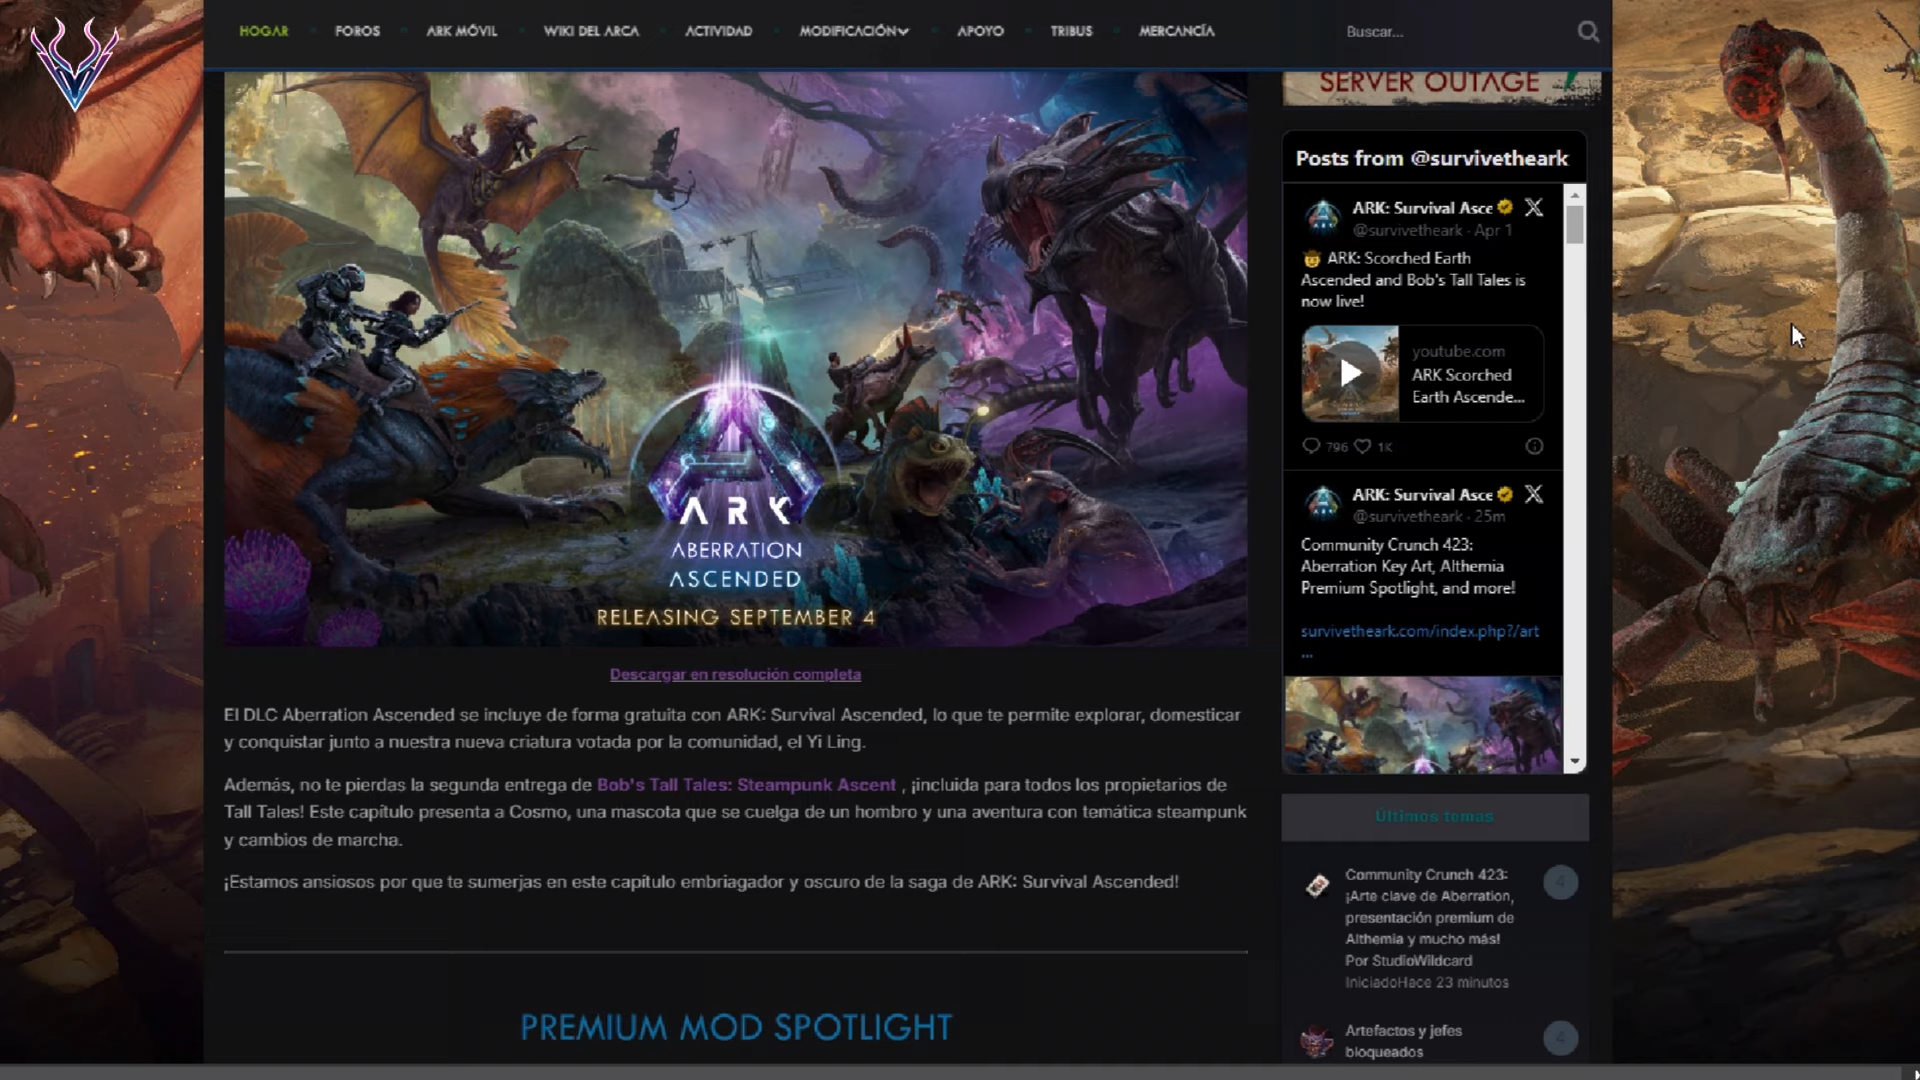 HOGAR
FOROS
ARK MÓVIL
WIKI DEL ARCA
ACTIVIDAD
MODIFICACIÓN
APOYO
TRIBUS
MERCANCÍA
Buscar...
ARK
ABERRATION
ASCENDED
RELEASING SEPTEMBER 4
Descargar en resolución completa
El DLC Aberration Ascended se incluye de forma gratuita con ARK: Survival Ascended, lo que te permite explorar, domesticar
y conquistar junto a nuestra nueva criatura votada por la comunidad, el Yi Ling.
Además, no te pierdas la segunda entrega de Bob's Tall Tales: Steampunk Ascent , ¡incluida para todos los propietarios de
Tall Tales! Este capítulo presenta a Cosmo, una mascota que se cuelga de un hombro y una aventura con temática steampunk
y cambios de marcha.
¡Estamos ansiosos por que te sumerjas en este capítulo embriagador y oscuro de la saga de ARK: Survival Ascended!
PREMIUM MOD SPOTLIGHT
SERVER OUTAGE
Posts from @survivetheark
ARK: Survival Asce
@survivetheark · Apr 1
🤠 ARK: Scorched Earth
Ascended and Bob's Tall Tales is
now live!
youtube.com
ARK Scorched
Earth Ascende...
796
1K
ARK: Survival Asce
@survivetheark · 25m
Community Crunch 423:
Aberration Key Art, Althemia
Premium Spotlight, and more!
survivetheark.com/index.php?/art
...
Últimos temas
Community Crunch 423:
¡Arte clave de Aberration,
presentación premium de
Althemia y mucho más!
Por StudioWildcard
IniciadoHace 23 minutos
4
Artefactos y jefes
bloqueados
4